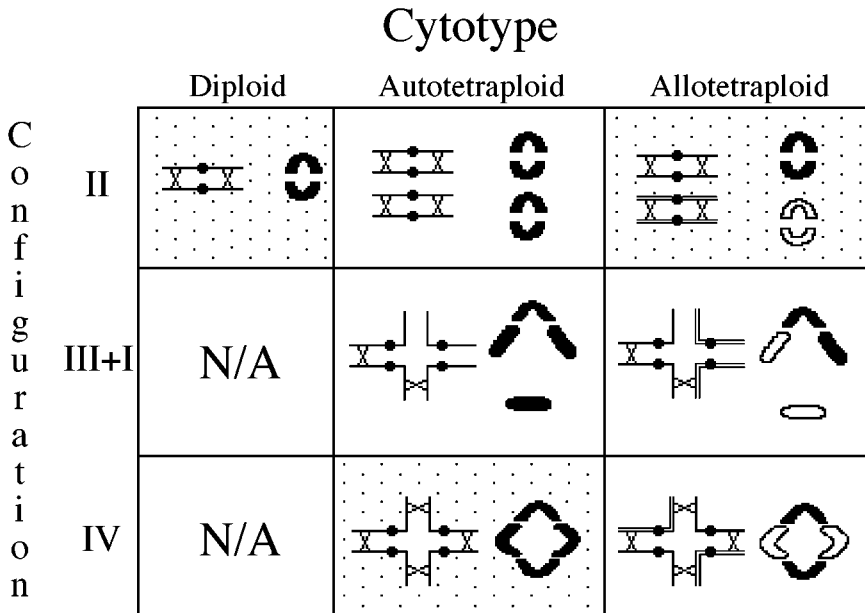 Cytotype
Diploid Autotetraploid Allotetraploid
Configuration
II
III+I N/A
IV N/A